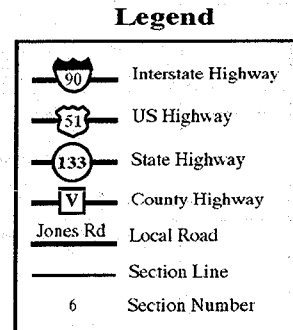 Legend
90 Interstate Highway
51 US Highway
133 State Highway
V County Highway
Jones Rd Local Road
Section Line
6 Section Number